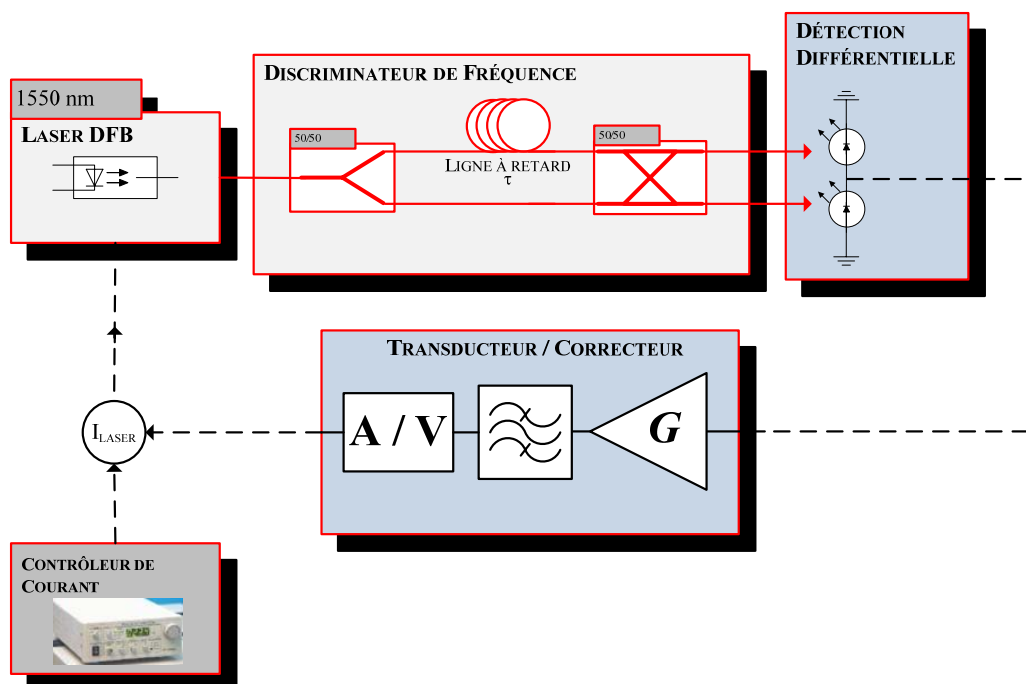 DÉTECTION
DIFFÉRENTIELLE
DISCRIMINATEUR DE FRÉQUENCE
1550 nm
LASER DFB
50/50
50/50
LIGNE À RETARD
τ
TRANSDUCTEUR / CORRECTEUR
A / V
G
I LASER
CONTRÔLEUR DE
COURANT